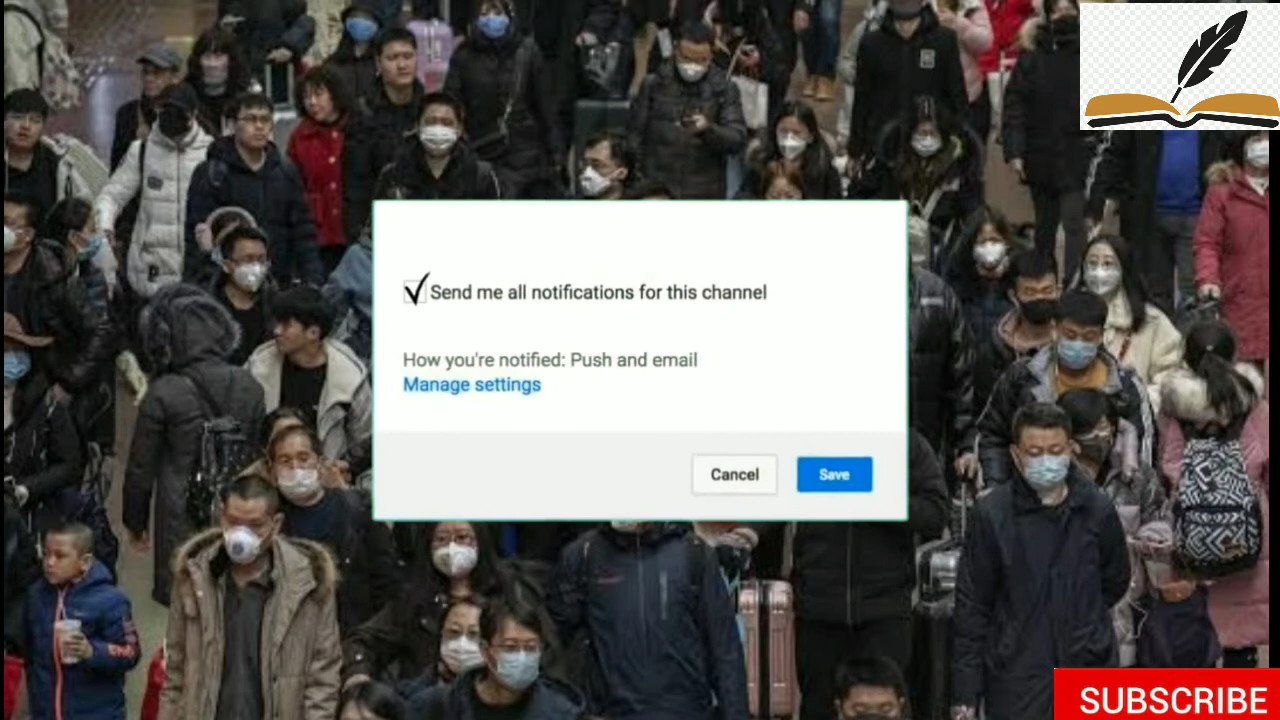 Send me all notifications for this channel
How you're notified: Push and email
Manage settings
Cancel
Save
SUBSCRIBE